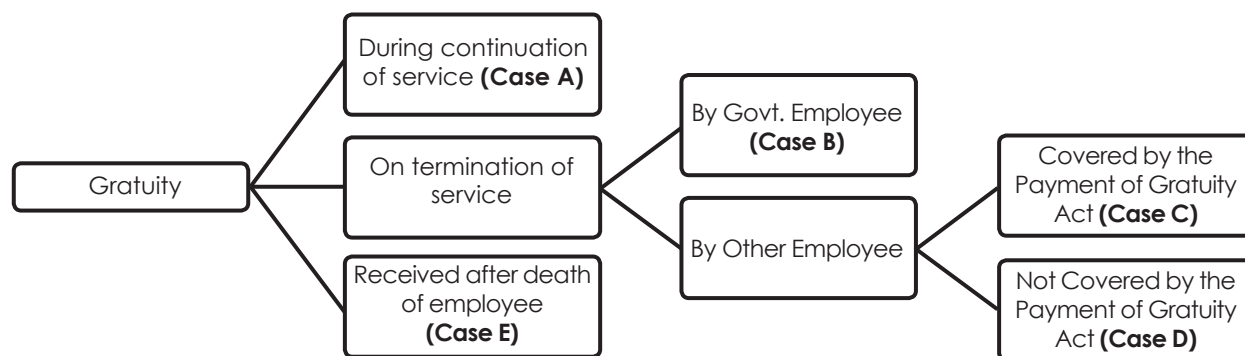 Gratuity
During continuation
of service (Case A)
On termination of
service
Received after death
of employee
(Case E)
By Govt. Employee
(Case B)
By Other Employee
Covered by the
Payment of Gratuity
Act (Case C)
Not Covered by the
Payment of Gratuity
Act (Case D)